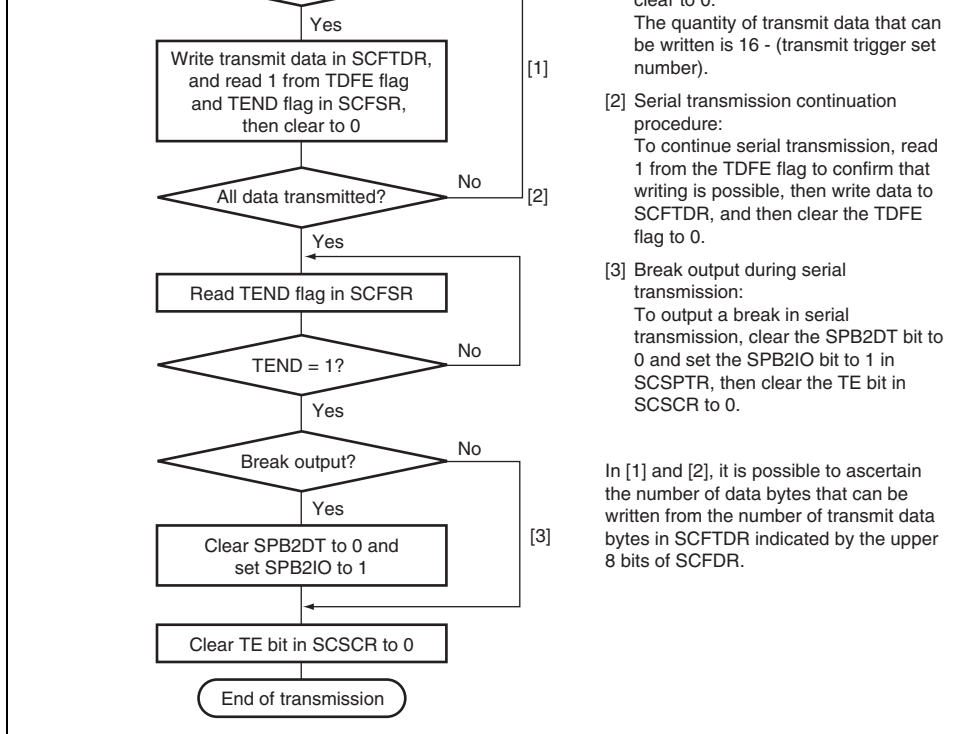 Yes
Write transmit data in SCFTDR,
and read 1 from TDFE flag
and TEND flag in SCFSR,
then clear to 0
[1]
All data transmitted?
No
[2]
Yes
Read TEND flag in SCFSR
TEND = 1?
No
Yes
Break output?
No
Yes
Clear SPB2DT to 0 and
set SPB2IO to 1
[3]
Clear TE bit in SCSCR to 0
End of transmission
clear to 0.
The quantity of transmit data that can
be written is 16 - (transmit trigger set
number).
[2] Serial transmission continuation
procedure:
To continue serial transmission, read
1 from the TDFE flag to confirm that
writing is possible, then write data to
SCFTDR, and then clear the TDFE
flag to 0.
[3] Break output during serial
transmission:
To output a break in serial
transmission, clear the SPB2DT bit to
0 and set the SPB2IO bit to 1 in
SCSPTR, then clear the TE bit in
SCSCR to 0.
In [1] and [2], it is possible to ascertain
the number of data bytes that can be
written from the number of transmit data
bytes in SCFTDR indicated by the upper
8 bits of SCFDR.